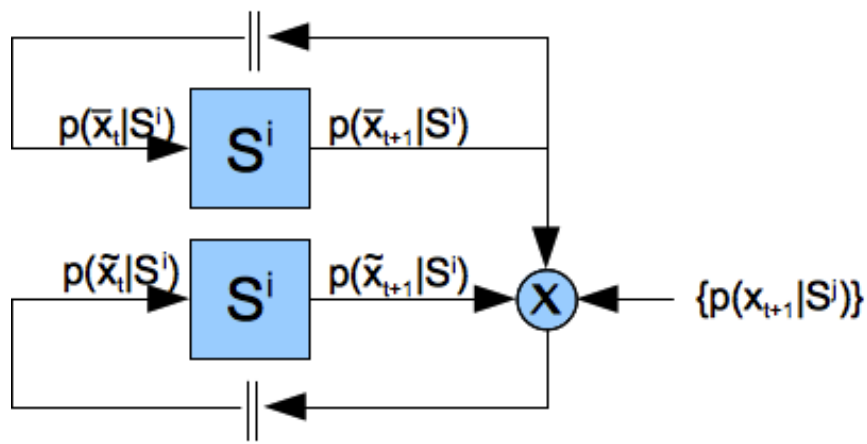 p(x̄ₜ|Sⁱ)
Sⁱ
p(x̄ₜ₊₁|Sⁱ)
p(x̃ₜ|Sⁱ)
Sⁱ
p(x̃ₜ₊₁|Sⁱ)
X
{p(xₜ₊₁|Sʲ)}